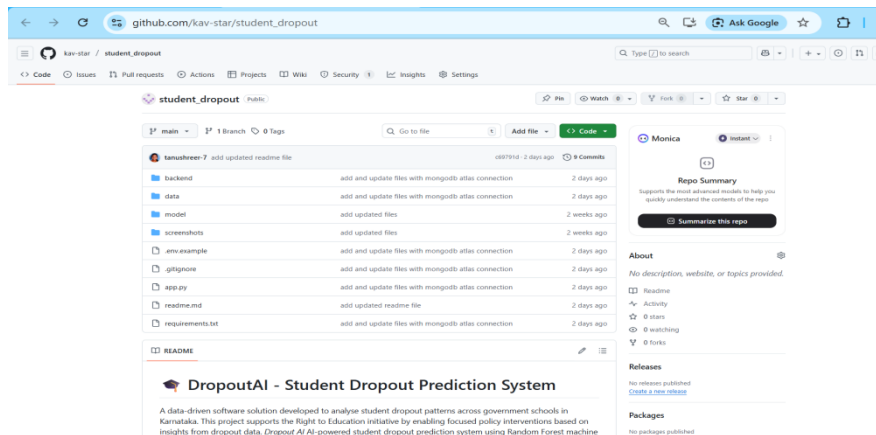 github.com/kav-star/student_dropout
Ask Google
kav-star / student_dropout
Type / to search
Code Issues Pull requests Actions Projects Wiki Security 1 Insights Settings
student_dropout Public
Pin Watch 0 Fork 0 Star 0
main 1 Branch 0 Tags Go to file t Add file Code
tanushreer-7 add updated readme file 2 days ago 9 Commits
backend add and update files with mongodb atlas connection 2 days ago
data add and update files with mongodb atlas connection 2 days ago
model add updated files 2 weeks ago
screenshots add updated files 2 weeks ago
.env.example add and update files with mongodb atlas connection 2 days ago
.gitignore add and update files with mongodb atlas connection 2 days ago
app.py add and update files with mongodb atlas connection 2 days ago
readme.md add updated readme file 2 days ago
requirements.txt add and update files with mongodb atlas connection 2 days ago
README
DropoutAI - Student Dropout Prediction System
A data-driven software solution developed to analyse student dropout patterns across government schools in
Karnataka. This project supports the Right to Education initiative by enabling focused policy interventions based on
insights from dropout data. Dropout AI AI-powered student dropout prediction system using Random Forest machine
Monica Instant
Repo Summary
Supports the most advanced models to help you
quickly understand the contents of the repo
Summarize this repo
About
No description, website, or topics provided.
Readme
Activity
0 stars
0 watching
0 forks
Releases
No releases published
Create a new release
Packages
No packages published